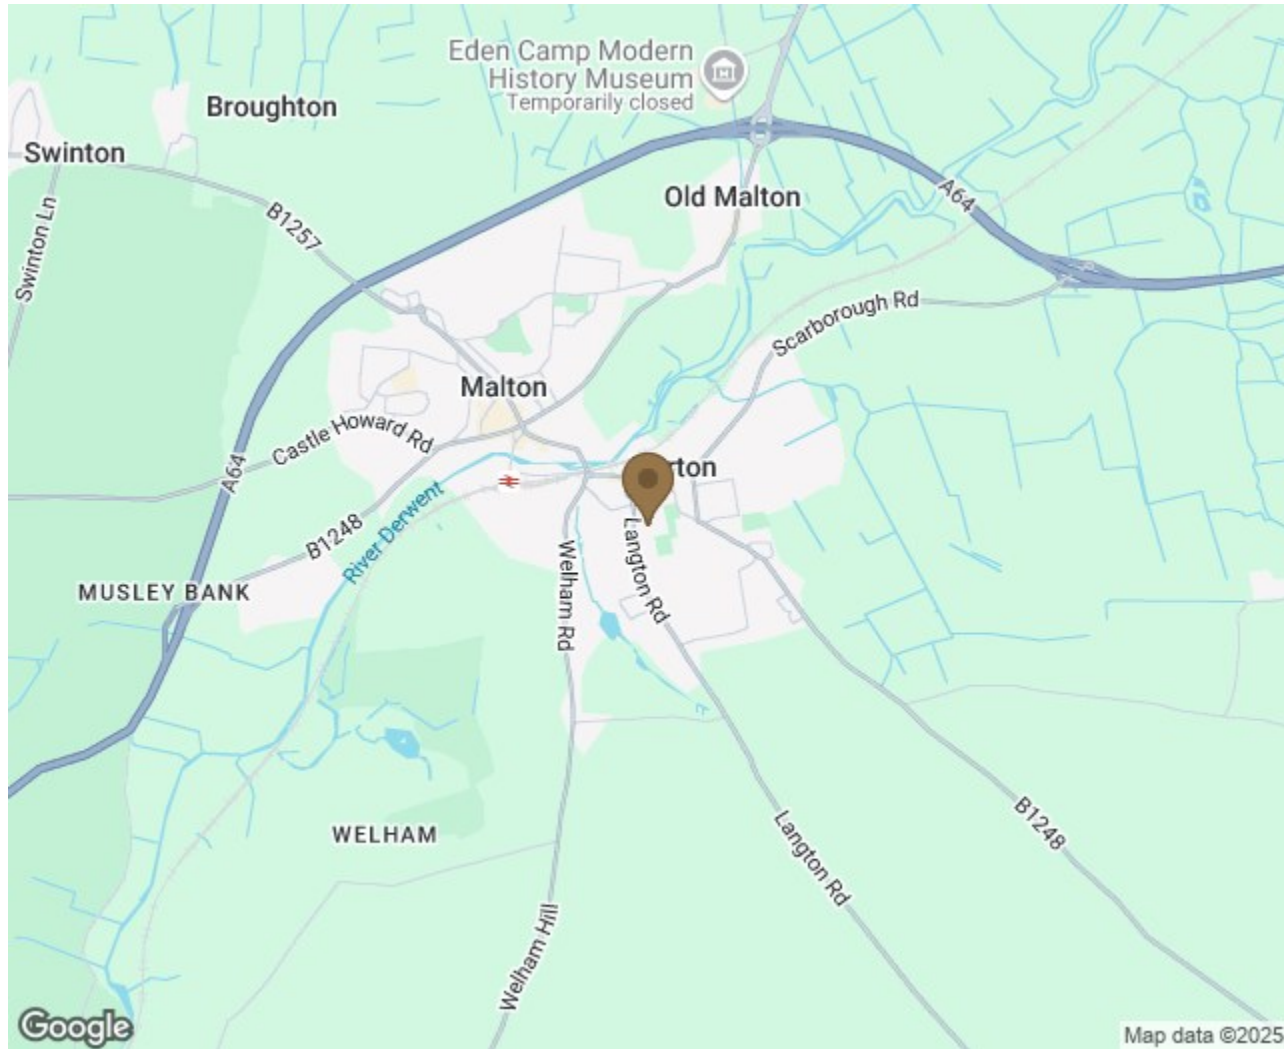 Eden Camp Modern
History Museum
Temporarily closed
Broughton
Swinton
Old Malton
A64
Swinton Ln
B1257
Scarborough Rd
Malton
Castle Howard Rd
A64
rton
River Derwent
B1248
Langton Rd
Welham Rd
MUSLEY BANK
WELHAM
B1248
Langton Rd
Welham Hill
Google
Map data ©2025